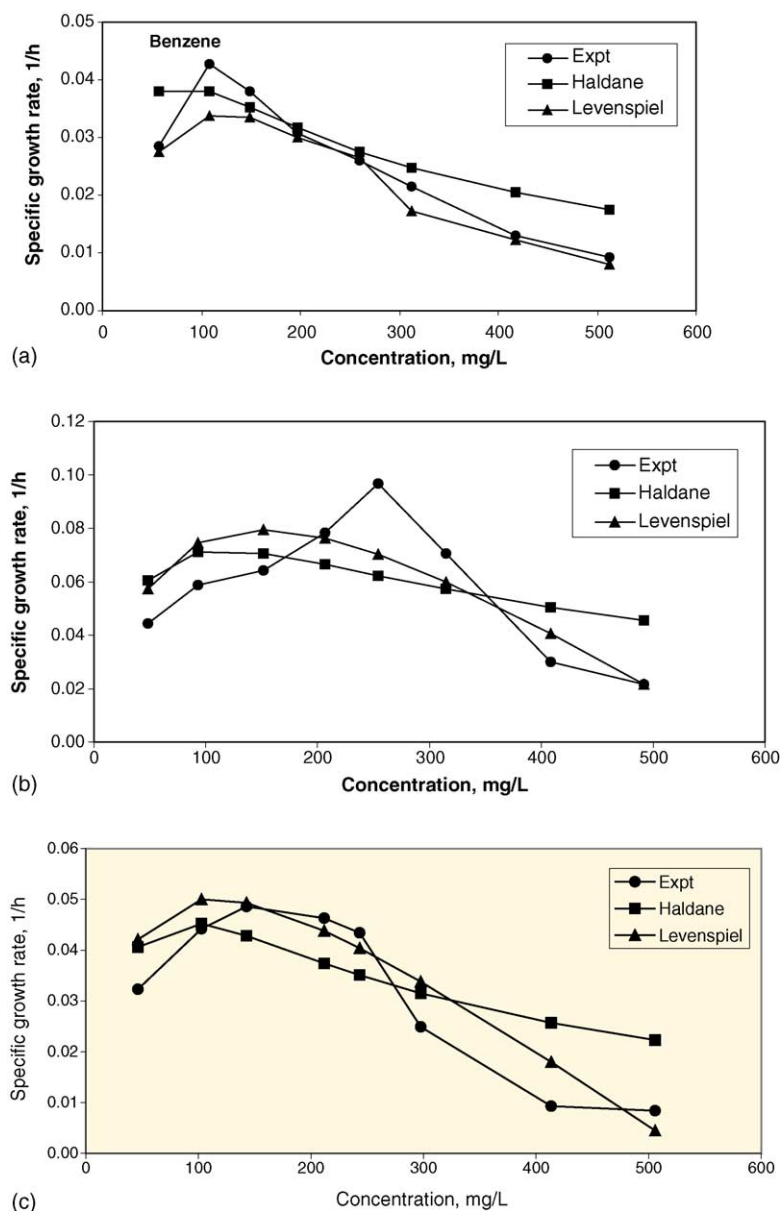 Benzene
Expt
Haldane
Levenspiel
Specific growth rate, 1/h
0.05
0.04
0.03
0.02
0.01
0.00
0 100 200 300 400 500 600
Concentration, mg/L
(a)
Expt
Haldane
Levenspiel
Specific growth rate, 1/h
0.12
0.10
0.08
0.06
0.04
0.02
0.00
0 100 200 300 400 500 600
Concentration, mg/L
(b)
Expt
Haldane
Levenspiel
Specific growth rate, 1/h
0.06
0.05
0.04
0.03
0.02
0.01
0.00
0 100 200 300 400 500 600
Concentration, mg/L
(c)